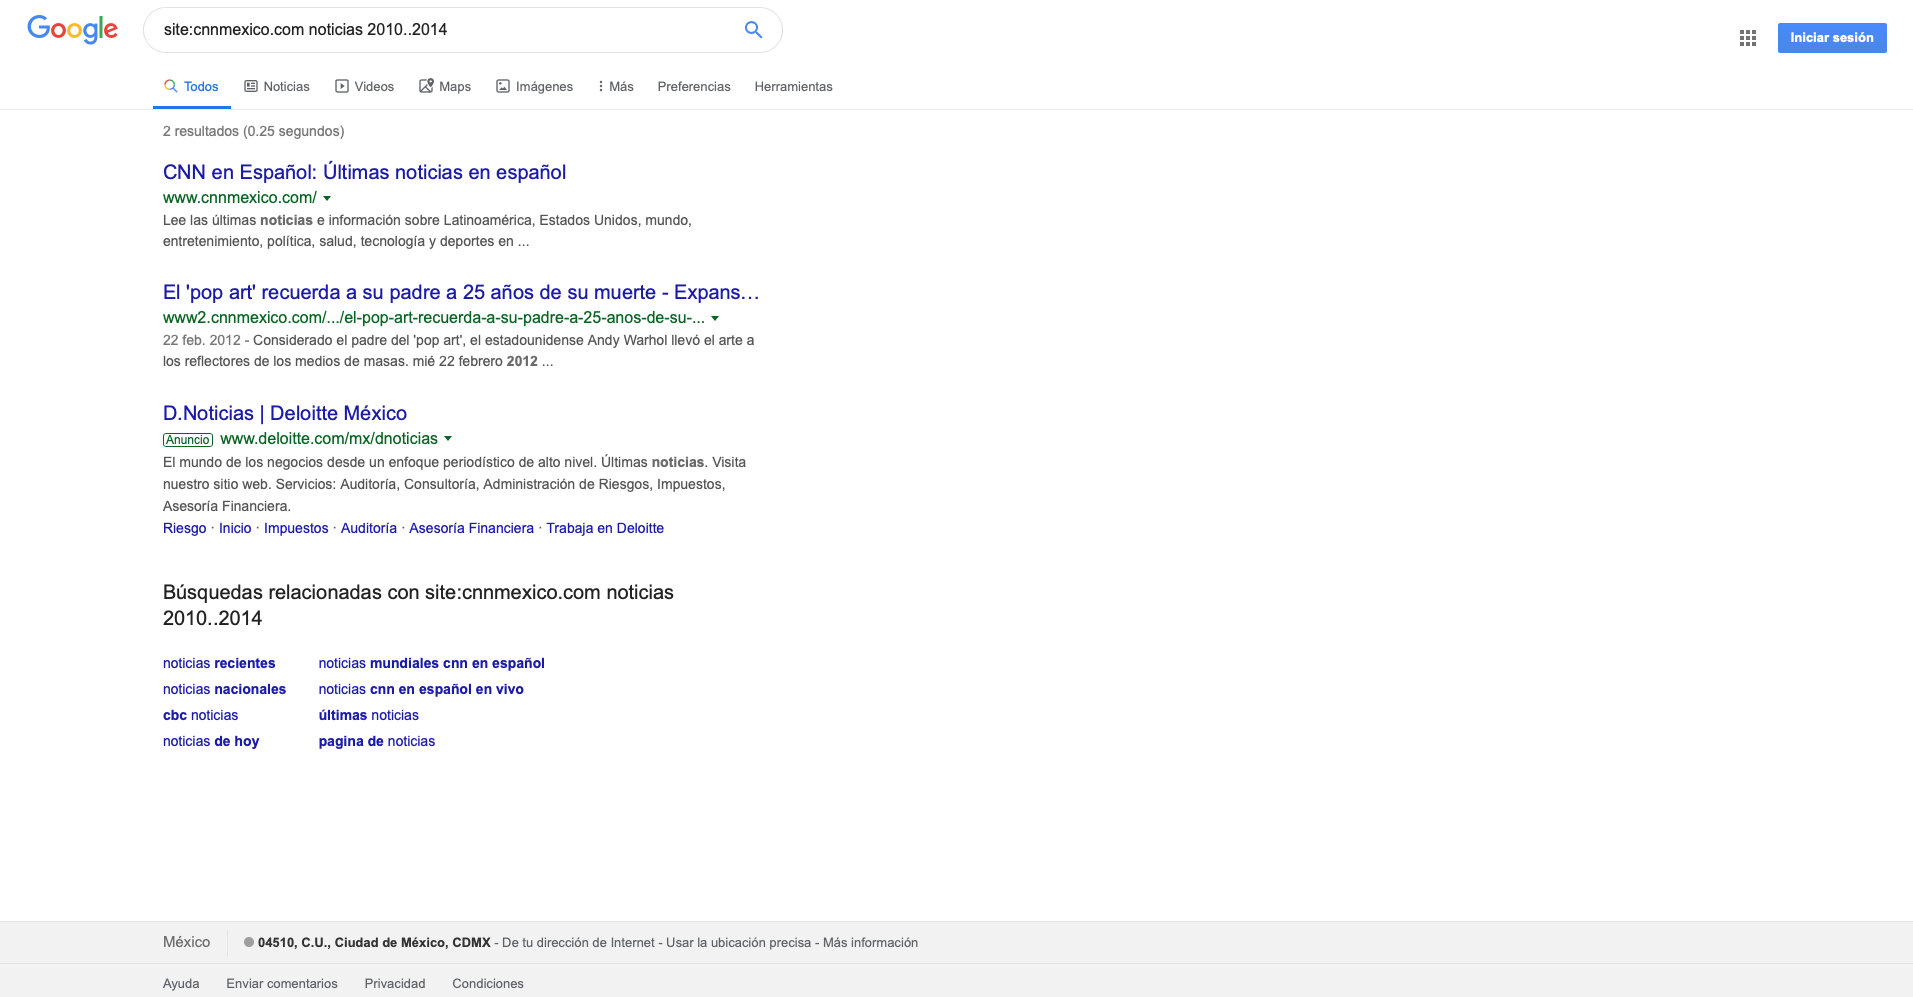 Google
site:cnnmexico.com noticias 2010..2014
Iniciar sesión
Todos Noticias Videos Maps Imágenes Más Preferencias Herramientas
2 resultados (0.25 segundos)
CNN en Español: Últimas noticias en español
www.cnnmexico.com/
Lee las últimas noticias e información sobre Latinoamérica, Estados Unidos, mundo,
entretenimiento, política, salud, tecnología y deportes en ...
El 'pop art' recuerda a su padre a 25 años de su muerte - Expans…
www2.cnnmexico.com/.../el-pop-art-recuerda-a-su-padre-a-25-anos-de-su-...
22 feb. 2012 - Considerado el padre del 'pop art', el estadounidense Andy Warhol llevó el arte a
los reflectores de los medios de masas. mié 22 febrero 2012 ...
D.Noticias | Deloitte México
Anuncio www.deloitte.com/mx/dnoticias
El mundo de los negocios desde un enfoque periodístico de alto nivel. Últimas noticias. Visita
nuestro sitio web. Servicios: Auditoría, Consultoría, Administración de Riesgos, Impuestos,
Asesoría Financiera.
Riesgo · Inicio · Impuestos · Auditoría · Asesoría Financiera · Trabaja en Deloitte
Búsquedas relacionadas con site:cnnmexico.com noticias
2010..2014
noticias recientes noticias mundiales cnn en español
noticias nacionales noticias cnn en español en vivo
cbc noticias últimas noticias
noticias de hoy pagina de noticias
México 04510, C.U., Ciudad de México, CDMX - De tu dirección de Internet - Usar la ubicación precisa - Más información
Ayuda Enviar comentarios Privacidad Condiciones